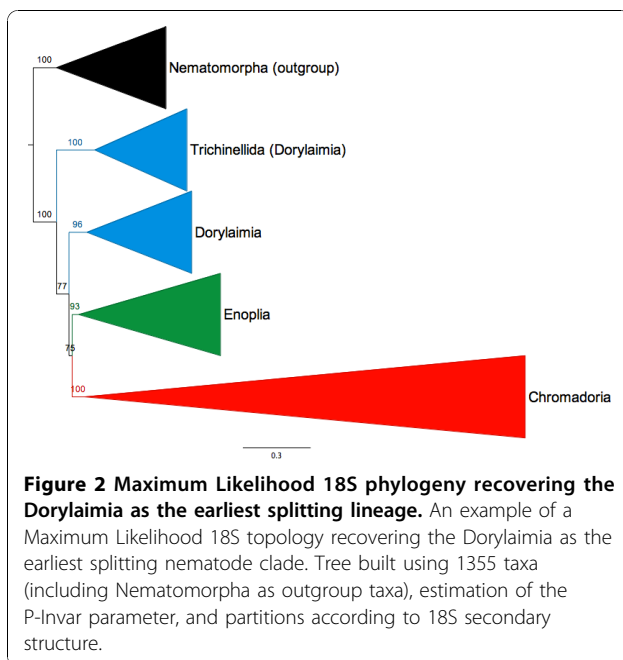 100
Nematomorpha (outgroup)
100
Trichinellida (Dorylaimia)
100
96
Dorylaimia
77
93
Enoplia
75
100
Chromadoria
0.3
Figure 2 Maximum Likelihood 18S phylogeny recovering the
Dorylaimia as the earliest splitting lineage. An example of a
Maximum Likelihood 18S topology recovering the Dorylaimia as the
earliest splitting nematode clade. Tree built using 1355 taxa
(including Nematomorpha as outgroup taxa), estimation of the
P-Invar parameter, and partitions according to 18S secondary
structure.